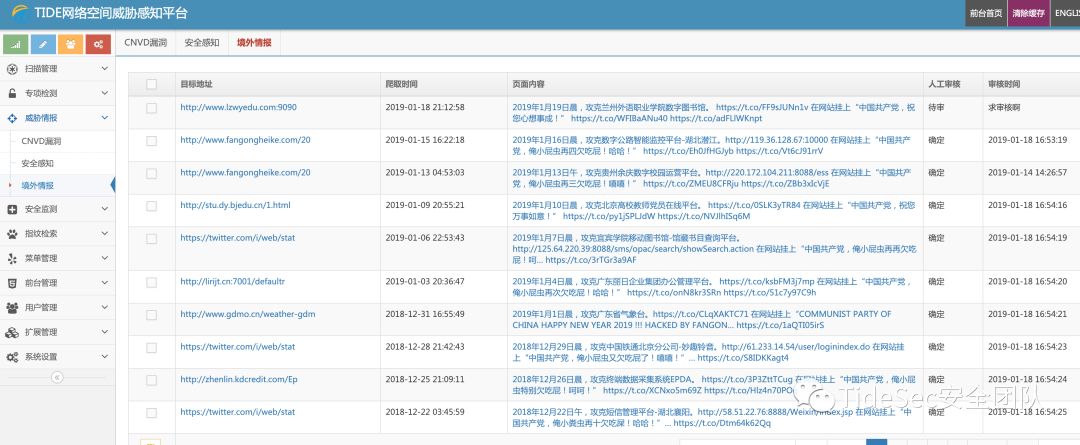 TIDE网络空间威胁感知平台
前台首页 清除缓存 ENGLIS
CNVD漏洞 安全感知 境外情报
扫描管理
专项检测
威胁情报
CNVD漏洞
安全感知
境外情报
安全监测
指纹检索
菜单管理
前台管理
用户管理
扩展管理
系统设置
目标地址 爬取时间 页面内容 人工审核 审核时间
http://www.lzwyedu.com:9090 2019-01-18 21:12:58 2019年1月19日晨，攻克兰州外语职业学院数字图书馆。 https://t.co/FF9sJUNn1v 在网站挂上“中国共产党，祝 待审 求审核啊
您心想事成！” https://t.co/WFIBaANu40 https://t.co/adFLlWKnpt
http://www.fangongheike.com/20 2019-01-15 16:22:18 2019年1月16日晨，攻克数字公路智能监控平台-湖北潜江。http://119.36.128.67:10000 在网站挂上“中国共产 确定 2019-01-18 16:53:19
党，俺小屁虫再四欠吃屁！哈哈！” https://t.co/Eh0JfHGJyb https://t.co/Vt6cJ91rrV
http://www.fangongheike.com/20 2019-01-13 04:53:03 2019年1月13日午，攻克贵州余庆数字校园运营平台。http://220.172.104.211:8088/ess 在网站挂上“中国共产 确定 2019-01-14 14:26:57
党，俺小屁虫再三欠吃屁！嘻嘻！” https://t.co/ZMEU8CFRju https://t.co/ZBb3xIcVjE
http://stu.dy.bjedu.cn/1.html 2019-01-09 20:55:21 2019年1月10日晨，攻克北京高校教师党员在线平台。 https://t.co/0SLK3yTR84 在网站挂上“中国共产党，祝您 确定 2019-01-18 16:54:16
万事如意！” https://t.co/py1jSPLJdW https://t.co/NVJlhISq6M
https://twitter.com/i/web/stat 2019-01-06 22:53:43 2019年1月7日晨，攻克宜宾学院移动图书馆-馆藏书目查询平台。 确定 2019-01-18 16:54:19
http://125.64.220.39:8088/sms/opac/search/showSearch.action 在网站挂上“中国共产党，俺小屁虫再再欠吃
屁！呵... https://t.co/3rTGr3a9AF
http://lirijt.cn:7001/defaultr 2019-01-03 20:36:47 2019年1月4日晨，攻克广东丽日企业集团办公管理平台。 https://t.co/ksbFM3j7mp 在网站挂上“中国共产党， 确定 2019-01-18 16:54:20
俺小屁虫再次欠吃屁！哈哈！” https://t.co/onN8kr3SRn https://t.co/S1c7y97C9h
http://www.gdmo.cn/weather-gdm 2018-12-31 16:55:49 2019年1月1日晨，攻克广东省气象台。https://t.co/CLqXAKTC71 在网站挂上“COMMUNIST PARTY OF 确定 2019-01-18 16:54:21
CHINA HAPPY NEW YEAR 2019 !!! HACKED BY FANGON... https://t.co/1aQTI05irS
https://twitter.com/i/web/stat 2018-12-28 21:42:43 2018年12月29日晨，攻克中国铁通北京分公司-妙趣铃音。http://61.233.14.54/user/loginindex.do 在网站挂 确定 2019-01-18 16:54:23
上“中国共产党，俺小屁虫又欠吃屁了！嘻嘻！”... https://t.co/S8IDKKagt4
http://zhenlin.kdcredit.com/Ep 2018-12-25 21:09:11 2018年12月26日晨，攻克终端数据采集系统EPDA。 https://t.co/3P3ZttTCug 在网站挂上“中国共产党，俺小 确定 2019-01-18 16:54:24
屁虫特别欠吃屁！呵呵！” https://t.co/XCNxo5m69Z https://t.co/Hlz4n70PO
https://twitter.com/i/web/stat 2018-12-22 03:45:59 2018年12月22日午，攻克短信管理平台-湖北襄阳。http://58.51.22.76:8888/Weixin/index.jsp 在网站挂上“中 确定 2019-01-18 16:54:25
国共产党，俺小粪虫再十欠吃屎！哈哈！”... https://t.co/Dtm64k62Qq
TideSec安全团队